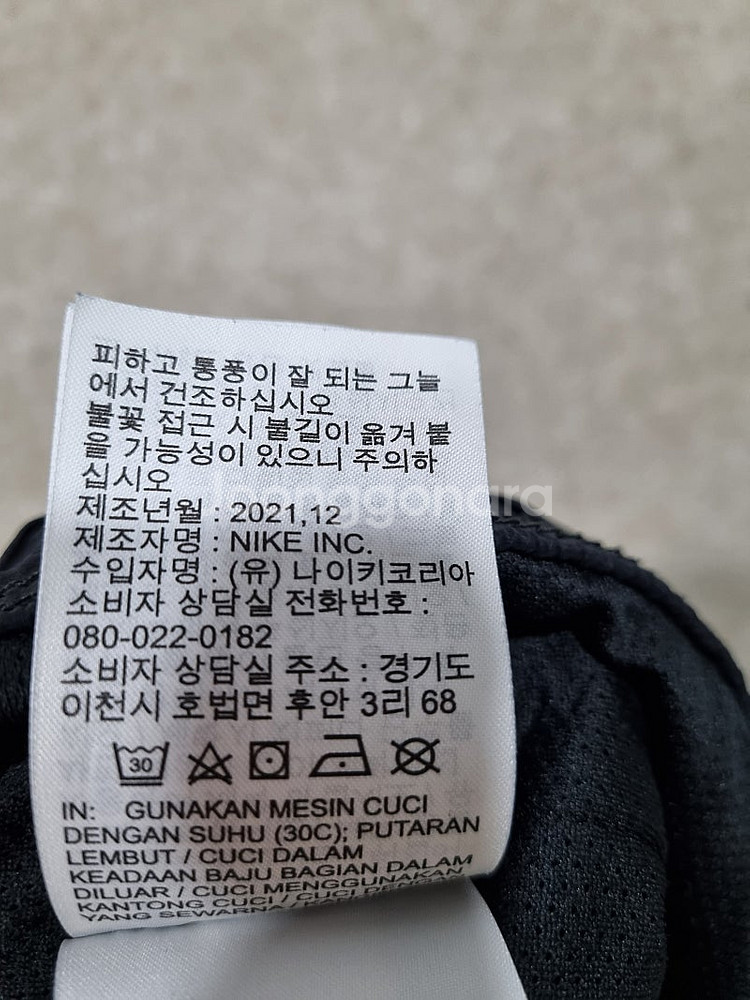 피하고 통풍이 잘 되는 그늘
에서 건조하십시오
불꽃 접근 시 불길이 옮겨 붙
을 가능성이 있으니 주의하
십시오
제조년월 : 2021,12
제조자명 : NIKE INC.
수입자명 : (유) 나이키코리아
소비자 상담실 전화번호 :
080-022-0182
소비자 상담실 주소 : 경기도
이천시 호법면 후안 3리 68
30
IN: GUNAKAN MESIN CUCI
DENGAN SUHU (30C); PUTARAN
LEMBUT / CUCI DALAM
KEADAAN BAJU BAGIAN DALAM
DILUAR / CUCI MENGGUNAKAN
KANTONG CUCI / CUCI DENGAN
YANG SEWARNA
joonggonara